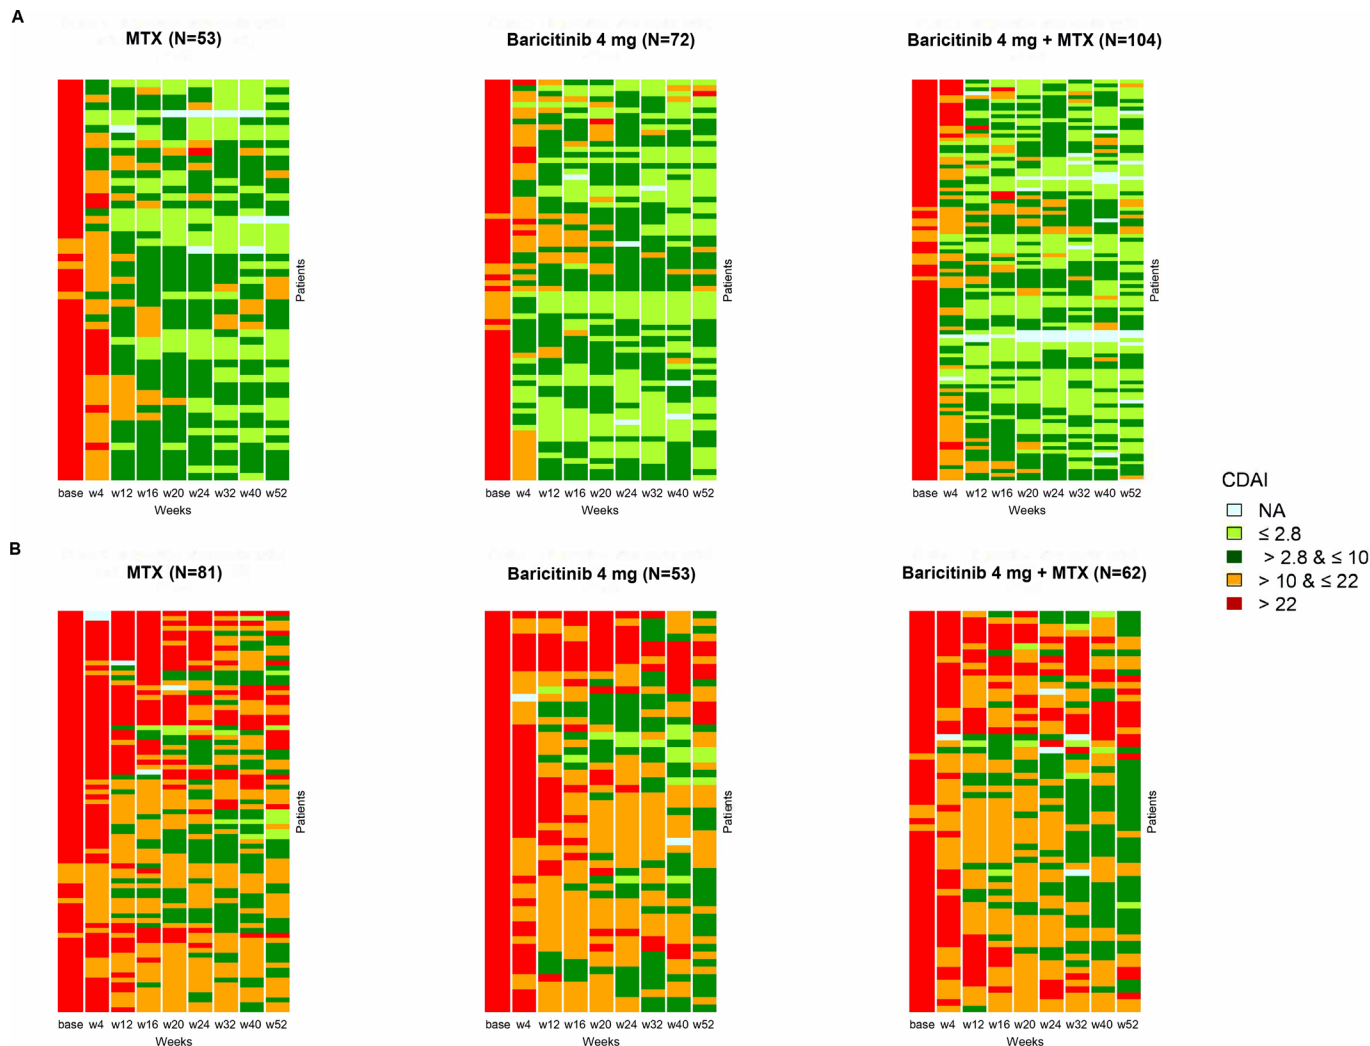 A
MTX (N=53)
Baricitinib 4 mg (N=72)
Baricitinib 4 mg + MTX (N=104)
Patients
Patients
Patients
base w4 w12 w16 w20 w24 w32 w40 w52
base w4 w12 w16 w20 w24 w32 w40 w52
base w4 w12 w16 w20 w24 w32 w40 w52
Weeks
Weeks
Weeks
CDAI
NA
≤ 2.8
> 2.8 & ≤ 10
> 10 & ≤ 22
> 22
B
MTX (N=81)
Baricitinib 4 mg (N=53)
Baricitinib 4 mg + MTX (N=62)
Patients
Patients
Patients
base w4 w12 w16 w20 w24 w32 w40 w52
base w4 w12 w16 w20 w24 w32 w40 w52
base w4 w12 w16 w20 w24 w32 w40 w52
Weeks
Weeks
Weeks